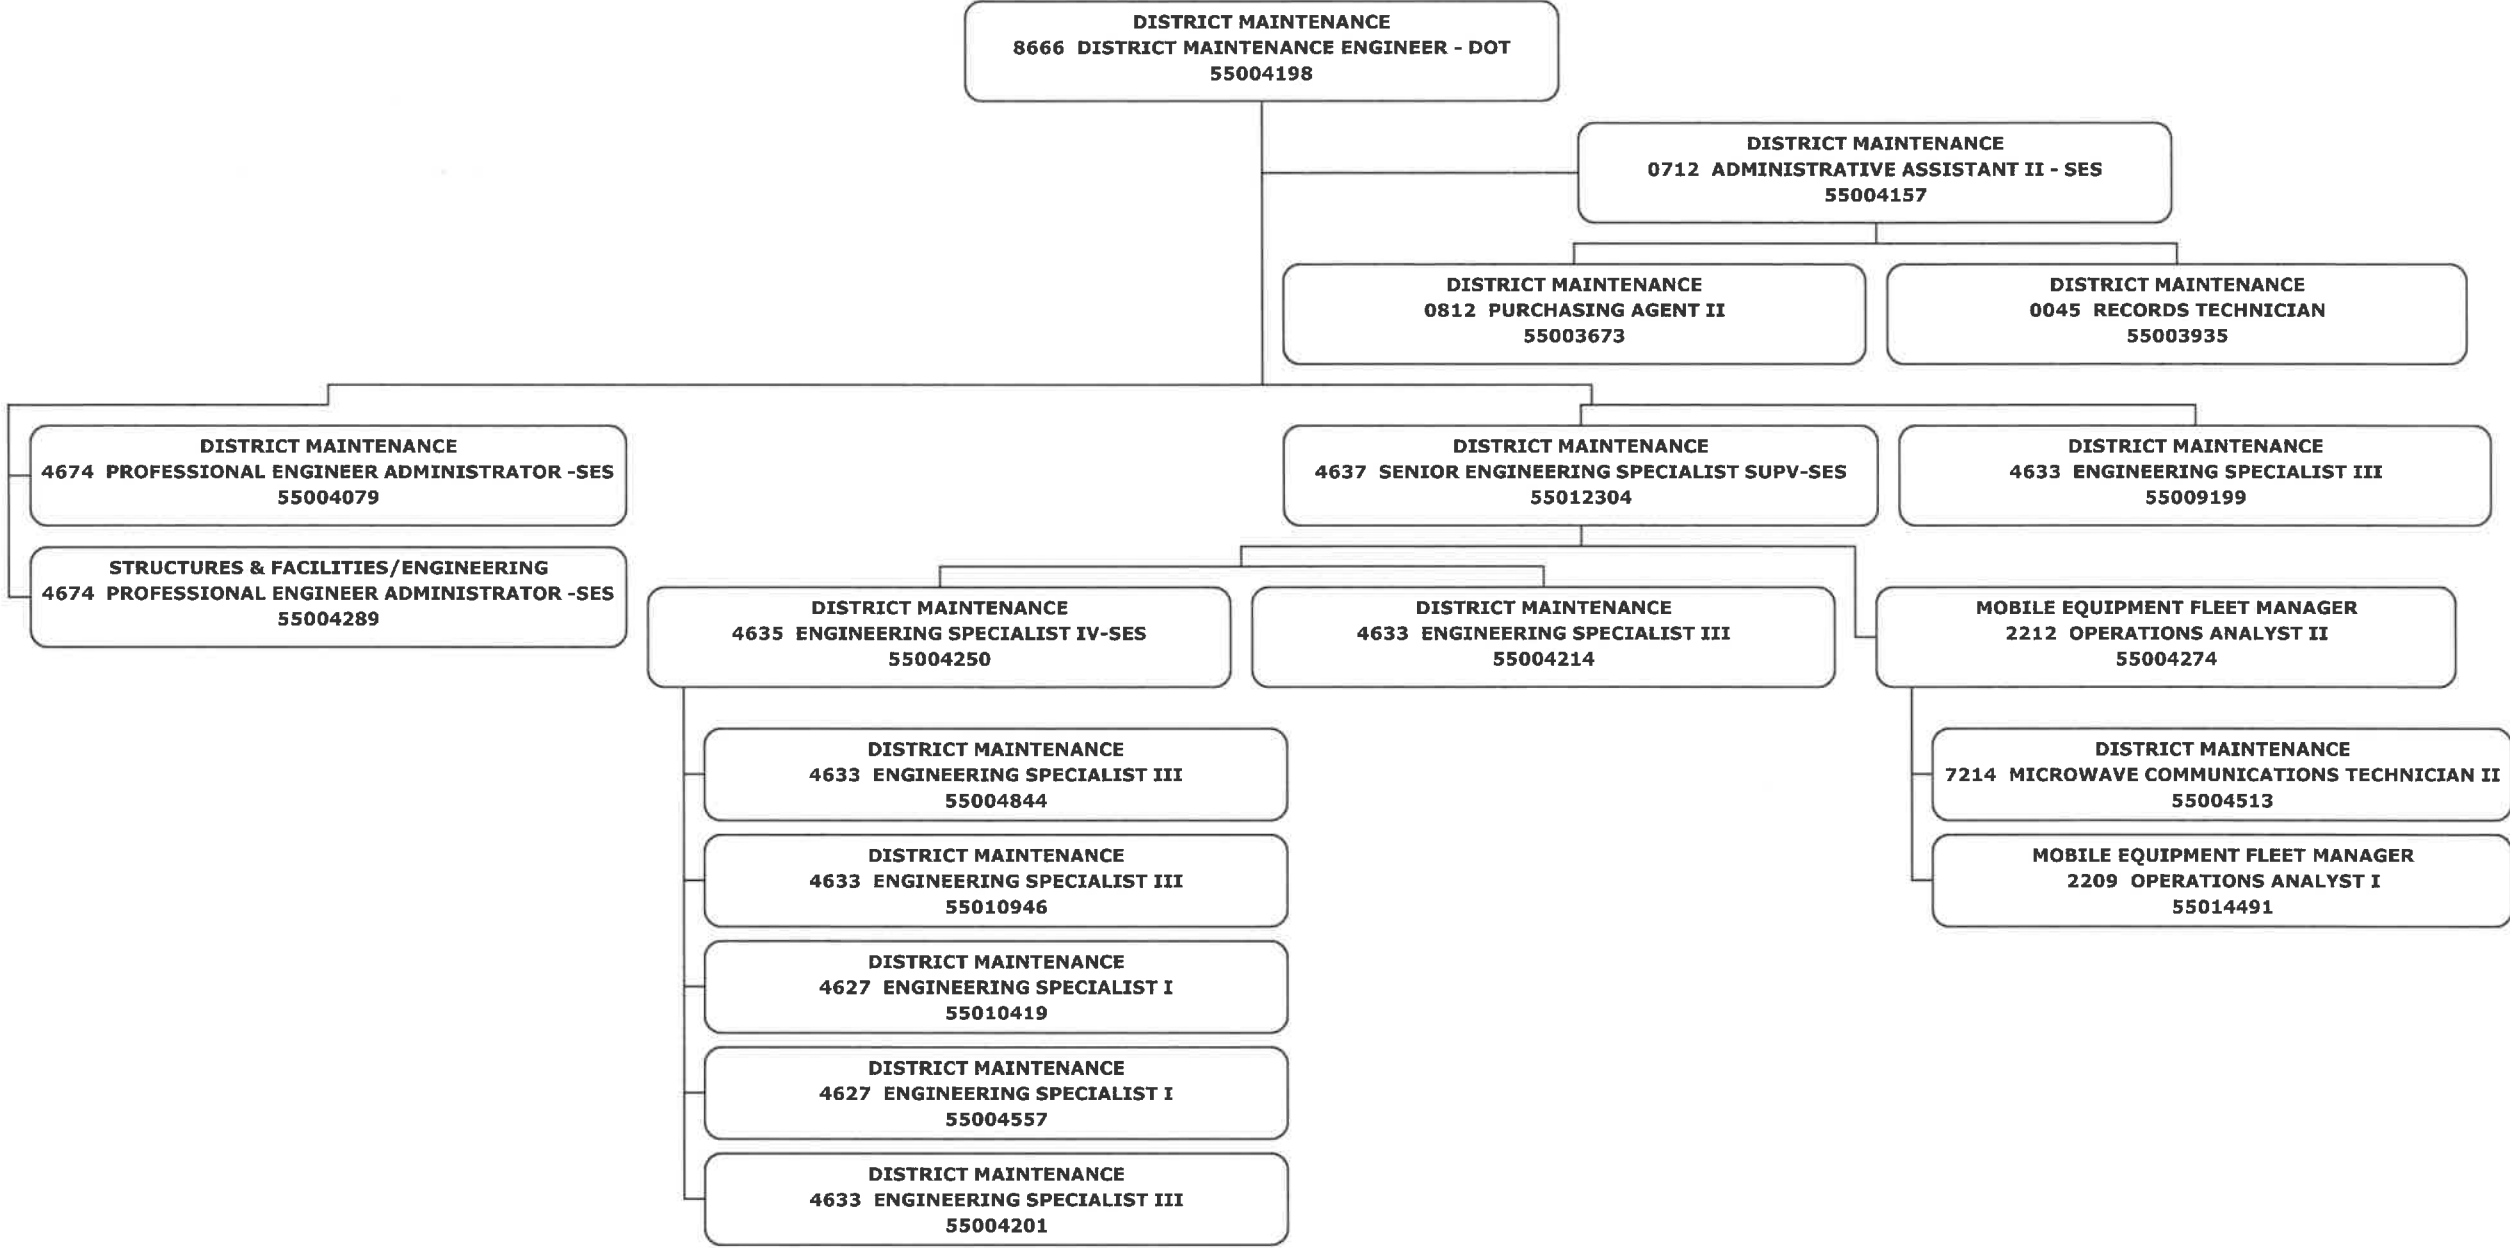 DISTRICT MAINTENANCE
8666 DISTRICT MAINTENANCE ENGINEER - DOT
55004198
DISTRICT MAINTENANCE
0712 ADMINISTRATIVE ASSISTANT II - SES
55004157
DISTRICT MAINTENANCE
0812 PURCHASING AGENT II
55003673
DISTRICT MAINTENANCE
0045 RECORDS TECHNICIAN
55003935
DISTRICT MAINTENANCE
4674 PROFESSIONAL ENGINEER ADMINISTRATOR -SES
55004079
STRUCTURES & FACILITIES/ENGINEERING
4674 PROFESSIONAL ENGINEER ADMINISTRATOR -SES
55004289
DISTRICT MAINTENANCE
4637 SENIOR ENGINEERING SPECIALIST SUPV-SES
55012304
DISTRICT MAINTENANCE
4633 ENGINEERING SPECIALIST III
55009199
DISTRICT MAINTENANCE
4635 ENGINEERING SPECIALIST IV-SES
55004250
DISTRICT MAINTENANCE
4633 ENGINEERING SPECIALIST III
55004214
MOBILE EQUIPMENT FLEET MANAGER
2212 OPERATIONS ANALYST II
55004274
DISTRICT MAINTENANCE
4633 ENGINEERING SPECIALIST III
55004844
DISTRICT MAINTENANCE
4633 ENGINEERING SPECIALIST III
55010946
DISTRICT MAINTENANCE
4627 ENGINEERING SPECIALIST I
55010419
DISTRICT MAINTENANCE
4627 ENGINEERING SPECIALIST I
55004557
DISTRICT MAINTENANCE
4633 ENGINEERING SPECIALIST III
55004201
DISTRICT MAINTENANCE
7214 MICROWAVE COMMUNICATIONS TECHNICIAN II
55004513
MOBILE EQUIPMENT FLEET MANAGER
2209 OPERATIONS ANALYST I
55014491